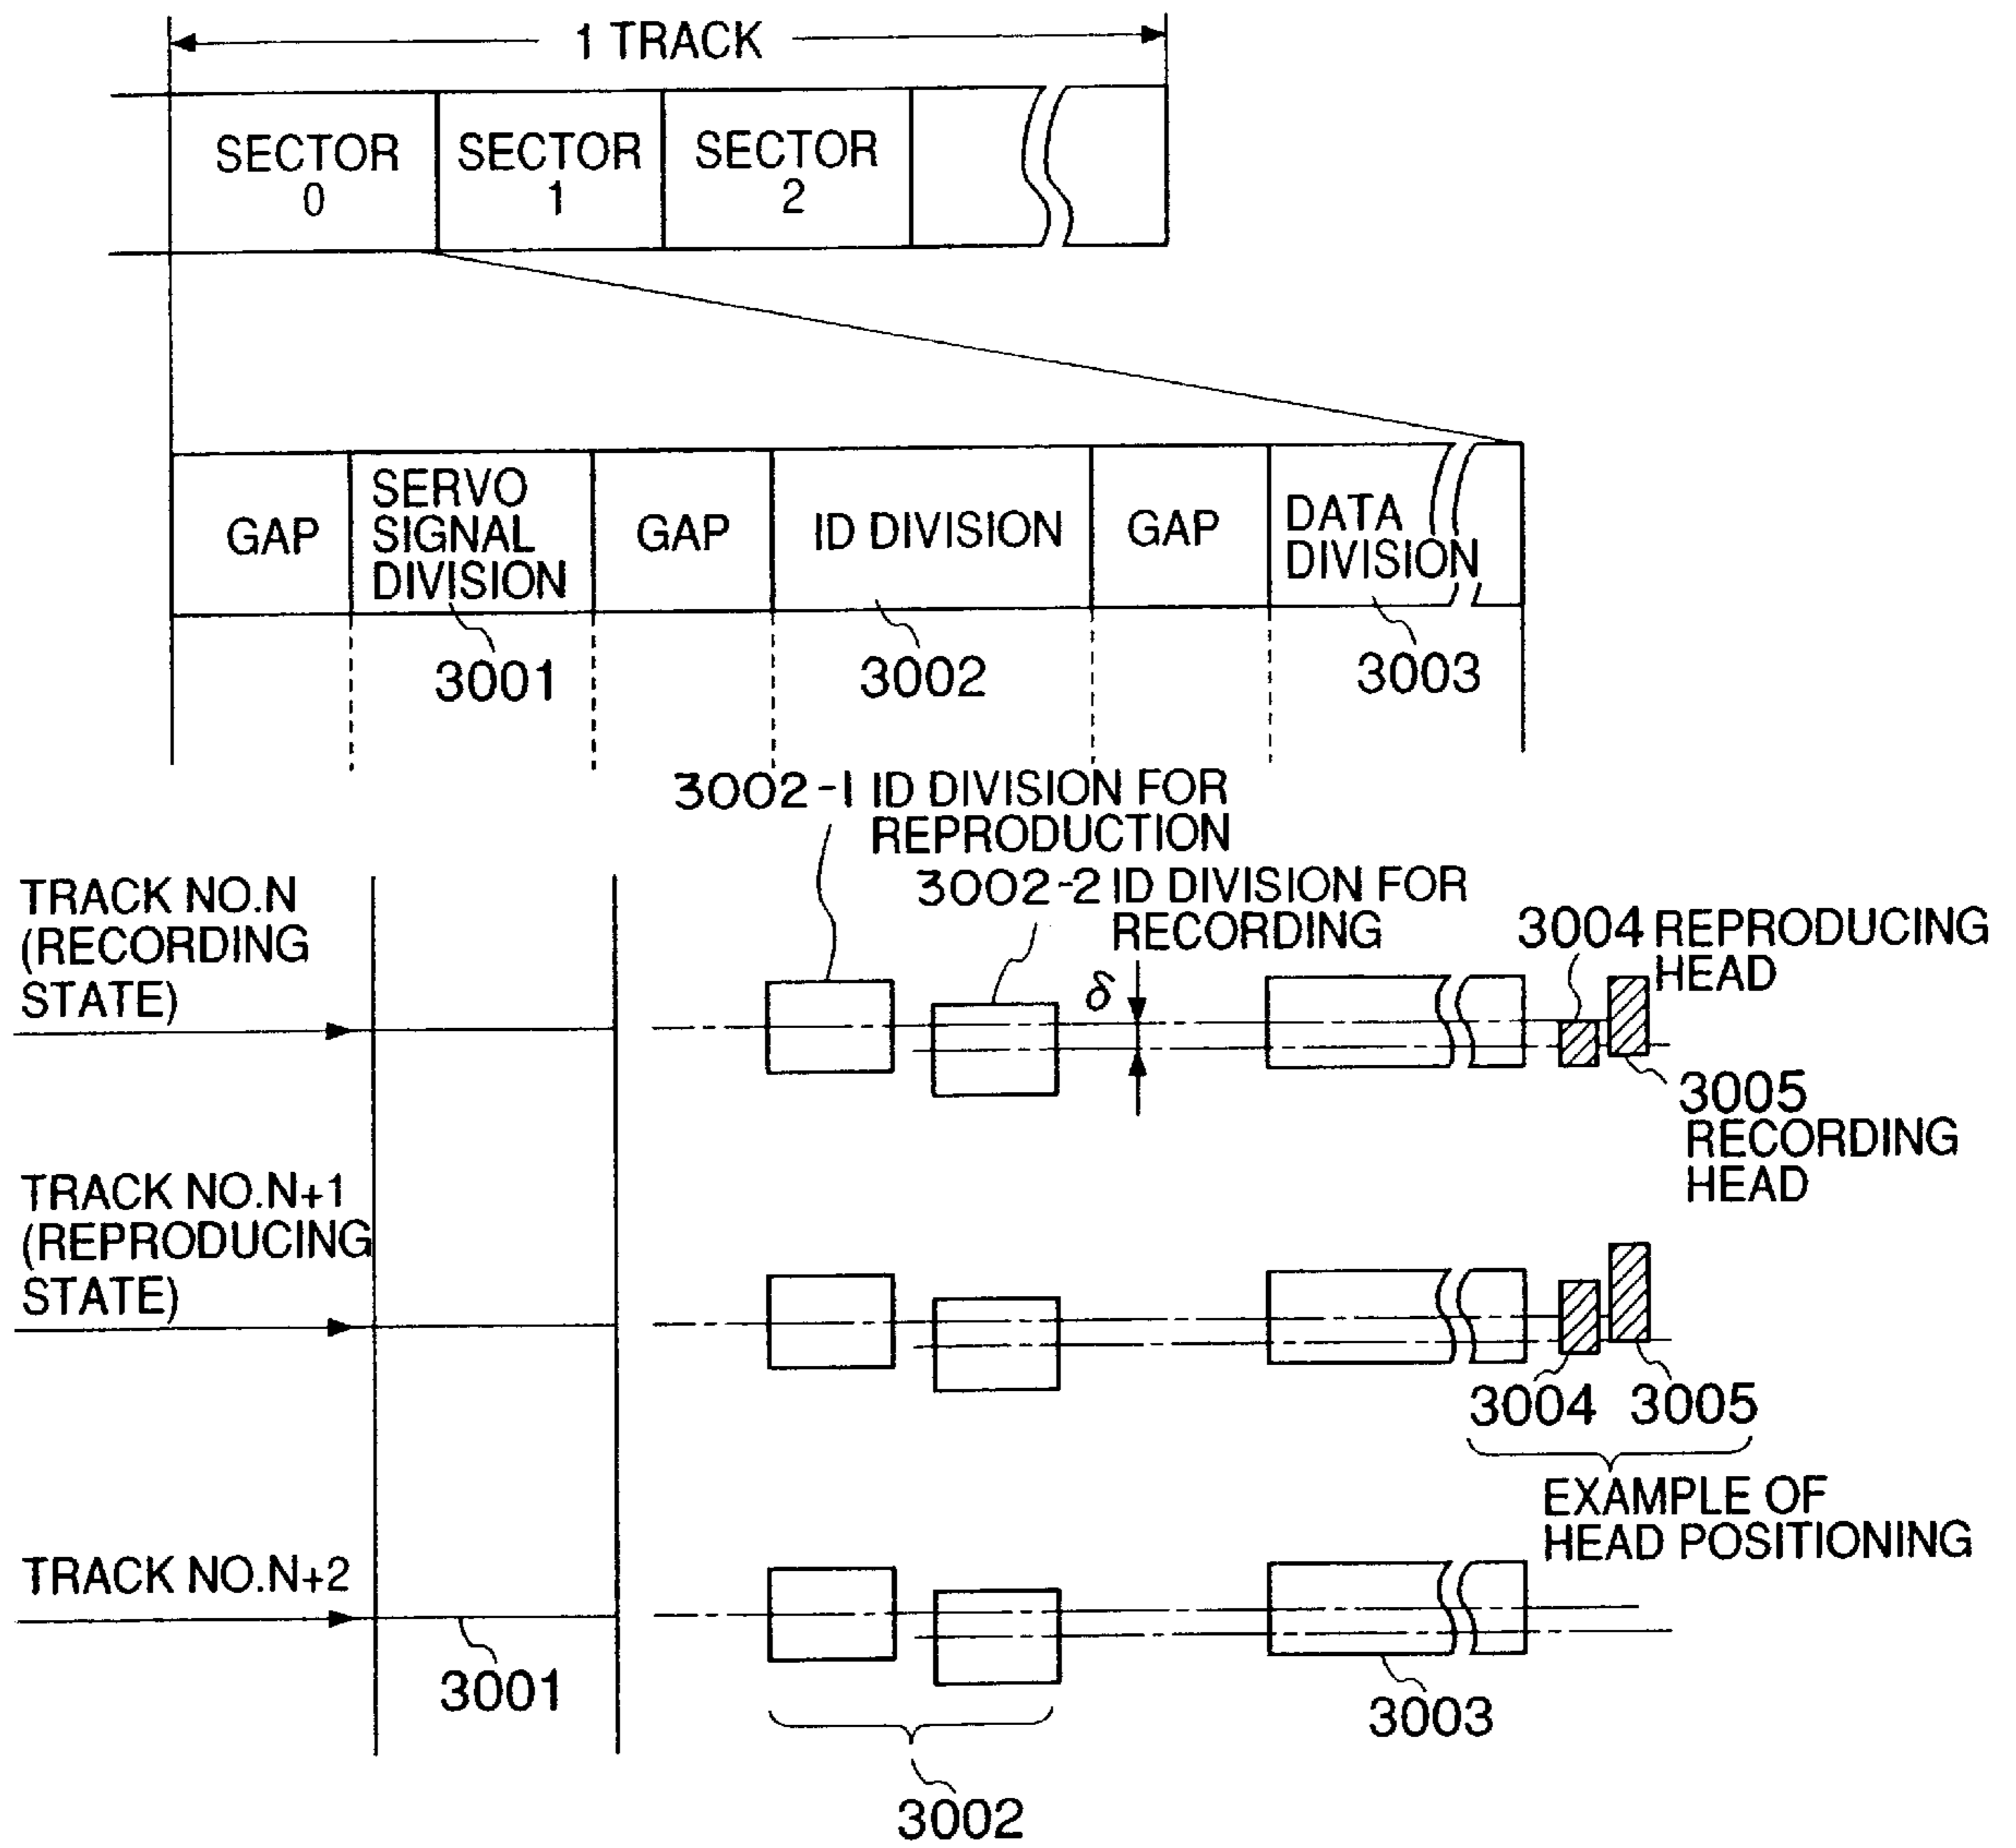 1 TRACK
SECTOR
0
SECTOR
1
SECTOR
2
GAP
SERVO
SIGNAL
DIVISION
GAP
ID DIVISION
GAP
DATA
DIVISION
3001
3002
3003
3002-1 ID DIVISION FOR
REPRODUCTION
3002-2 ID DIVISION FOR
RECORDING
TRACK NO.N
(RECORDING
STATE)
δ
3004 REPRODUCING
HEAD
3005
RECORDING
HEAD
TRACK NO.N+1
(REPRODUCING
STATE)
3004 3005
EXAMPLE OF
HEAD POSITIONING
TRACK NO.N+2
3001
3003
3002